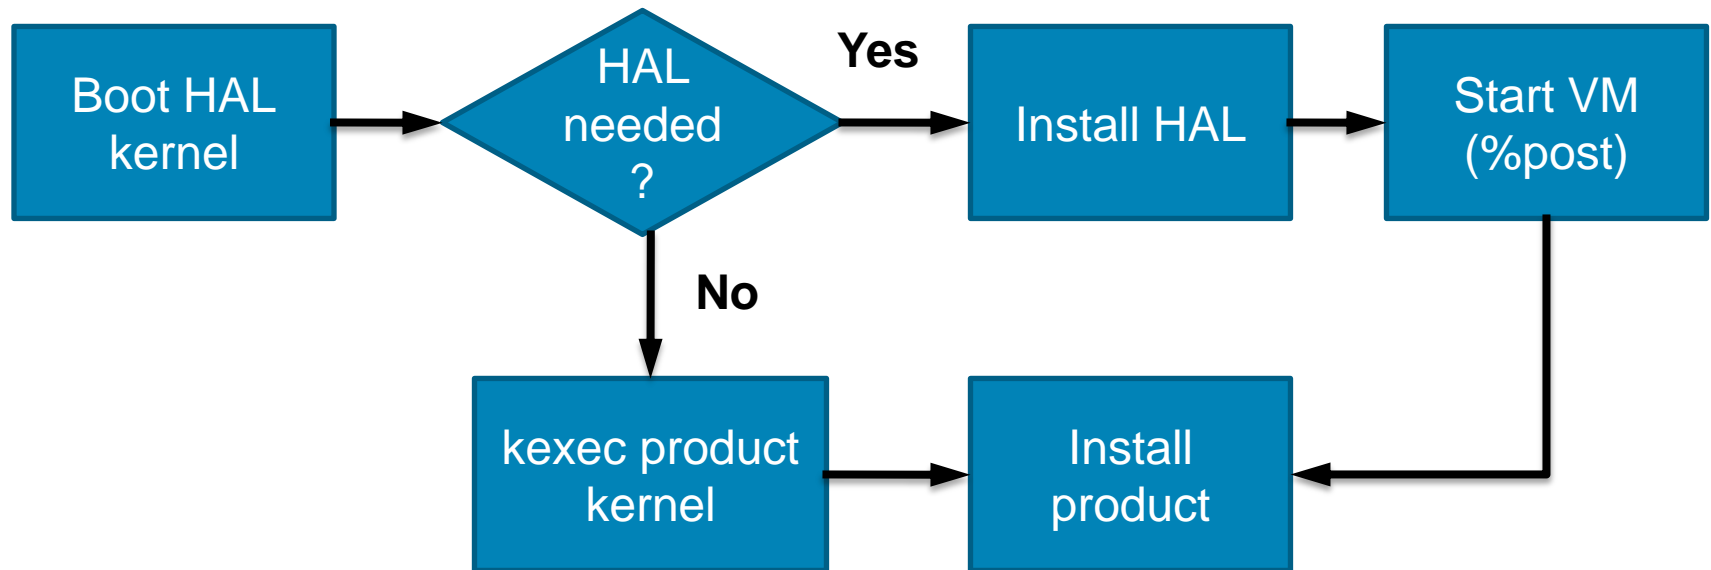 Boot HAL
kernel
HAL
needed
?
Yes
Install HAL
Start VM
(%post)
No
kexec product
kernel
Install
product